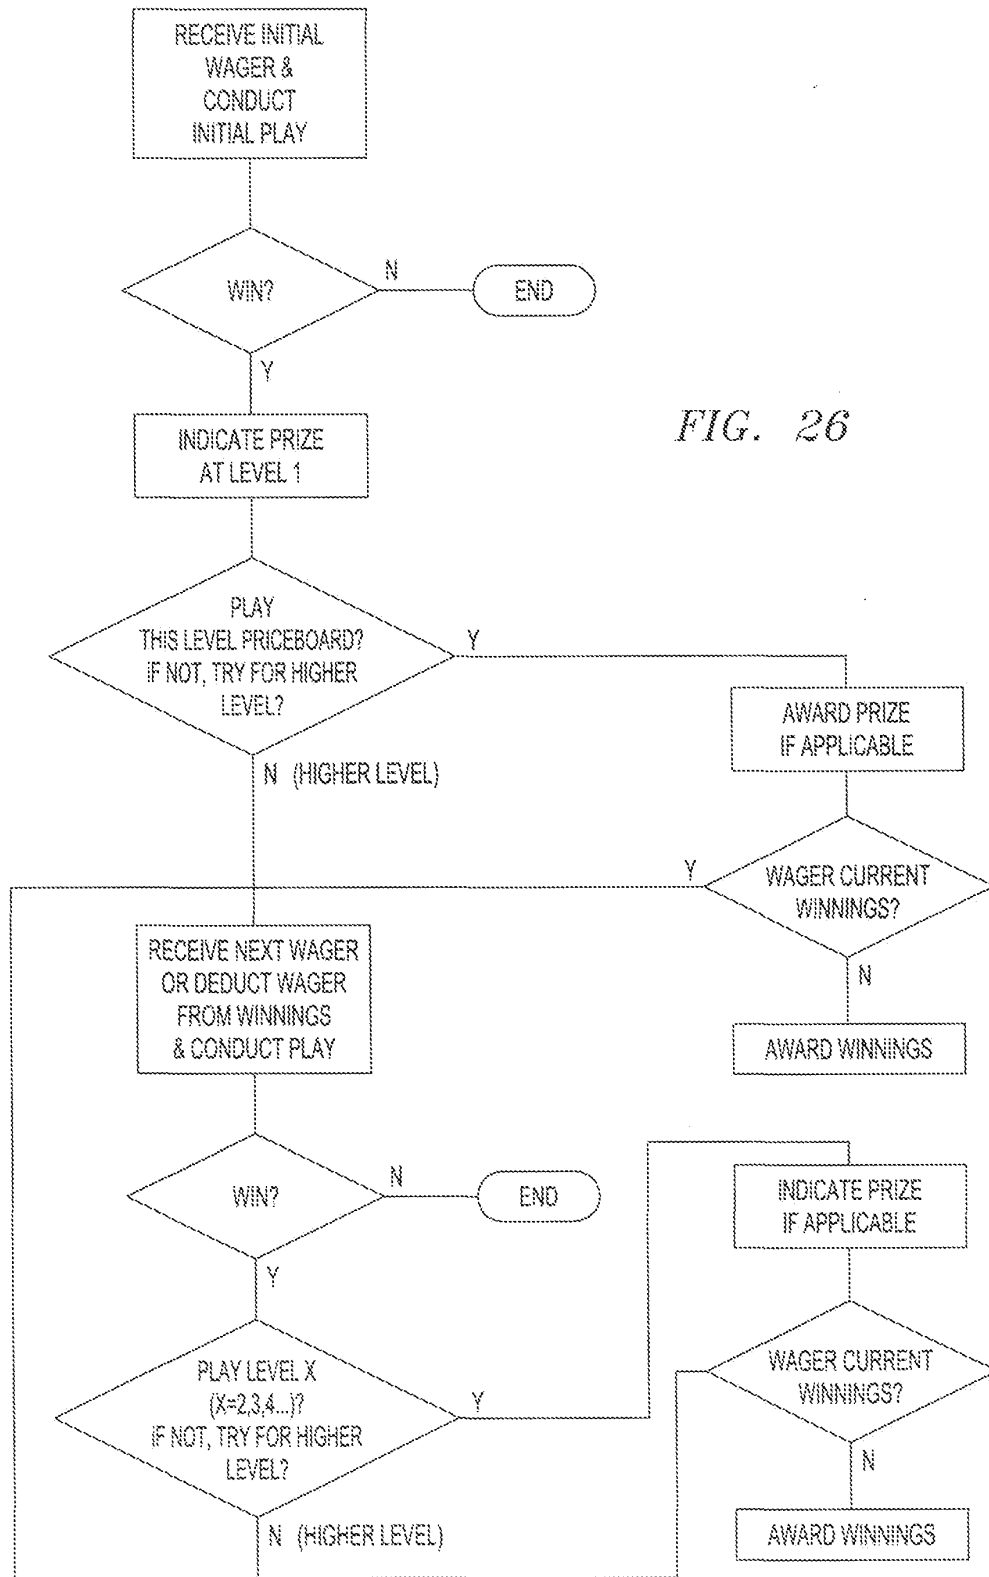 RECEIVE INITIAL
WAGER &
CONDUCT
INITIAL PLAY
WIN?
N
END
Y
INDICATE PRIZE
AT LEVEL 1
FIG. 26
PLAY
THIS LEVEL PRICEBOARD?
IF NOT, TRY FOR HIGHER
LEVEL?
Y
N (HIGHER LEVEL)
AWARD PRIZE
IF APPLICABLE
WAGER CURRENT
WINNINGS?
Y
N
AWARD WINNINGS
RECEIVE NEXT WAGER
OR DEDUCT WAGER
FROM WINNINGS
& CONDUCT PLAY
WIN?
N
END
Y
INDICATE PRIZE
IF APPLICABLE
PLAY LEVEL X
(X=2,3,4...)?
IF NOT, TRY FOR HIGHER
LEVEL?
Y
N (HIGHER LEVEL)
WAGER CURRENT
WINNINGS?
N
AWARD WINNINGS